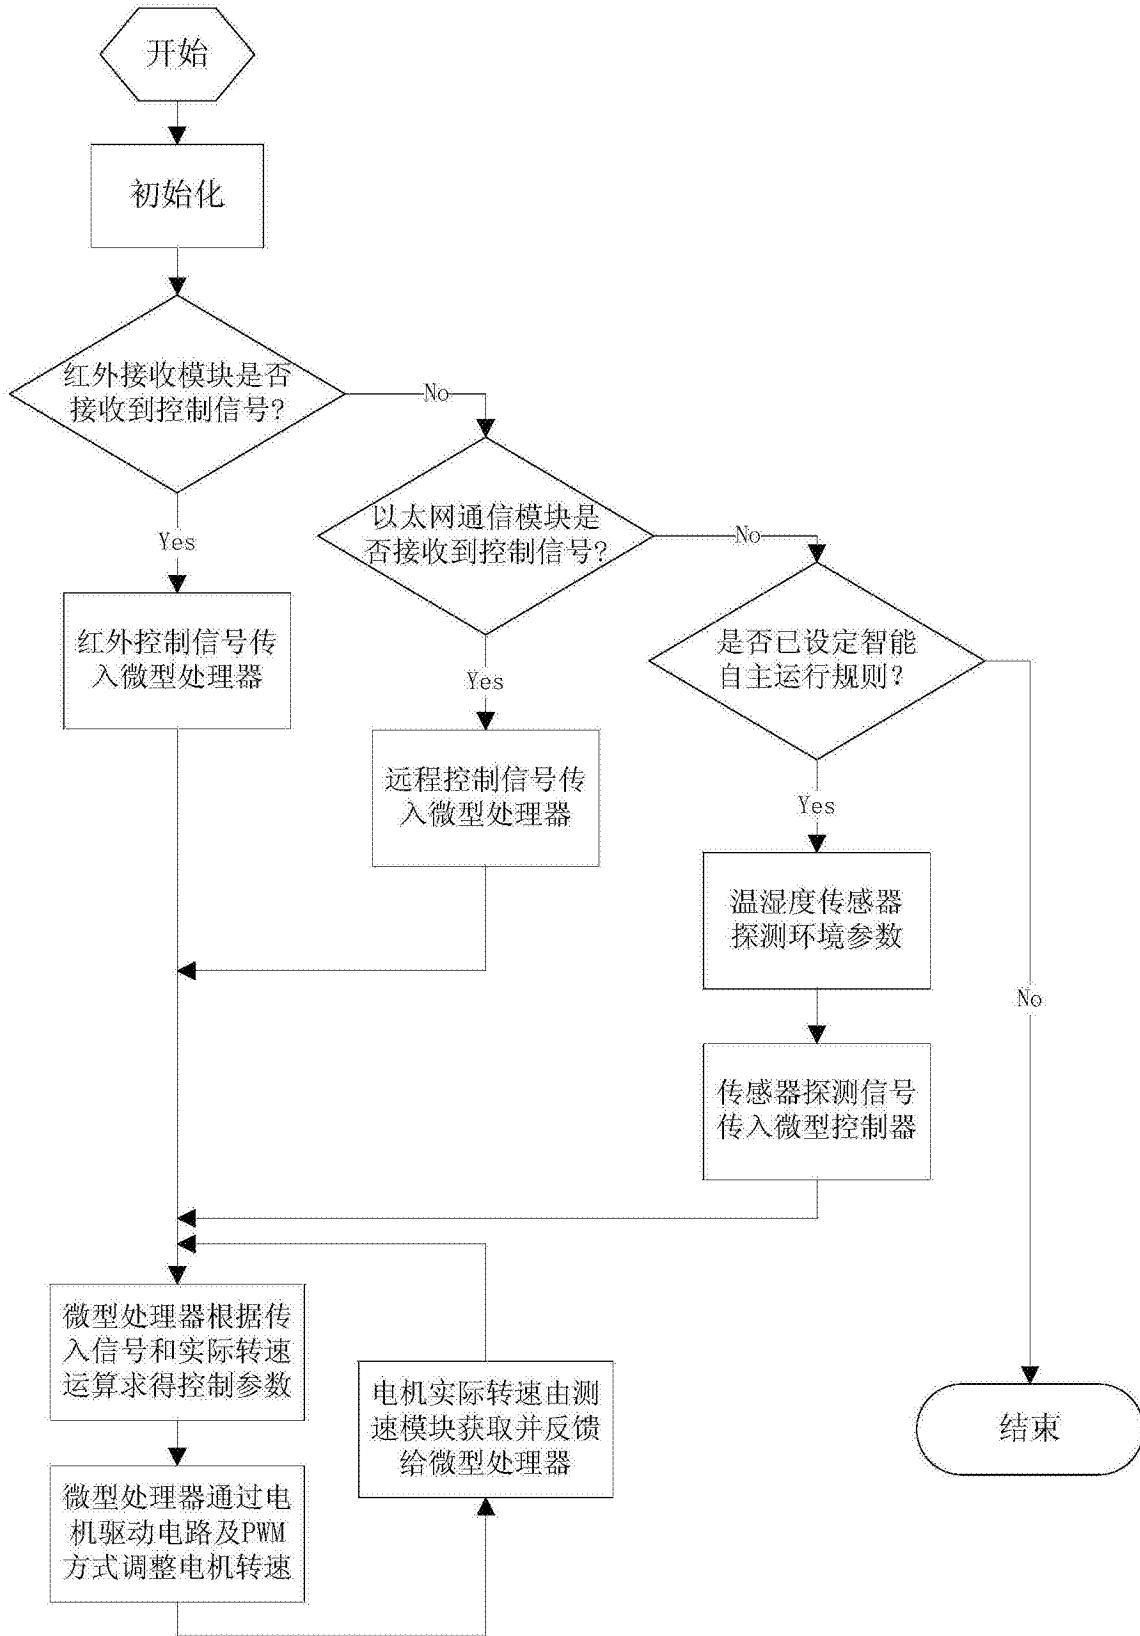 开始
初始化
红外接收模块是否
接收到控制信号?
No
Yes
以太网通信模块是
否接收到控制信号?
No
Yes
红外控制信号传
入微型处理器
是否已设定智能
自主运行规则?
Yes
No
远程控制信号传
入微型处理器
温湿度传感器
探测环境参数
传感器探测信号
传入微型控制器
微型处理器根据传
入信号和实际转速
运算求得控制参数
电机实际转速由测
速模块获取并反馈
给微型处理器
结束
微型处理器通过电
机驱动电路及PWM
方式调整电机转速